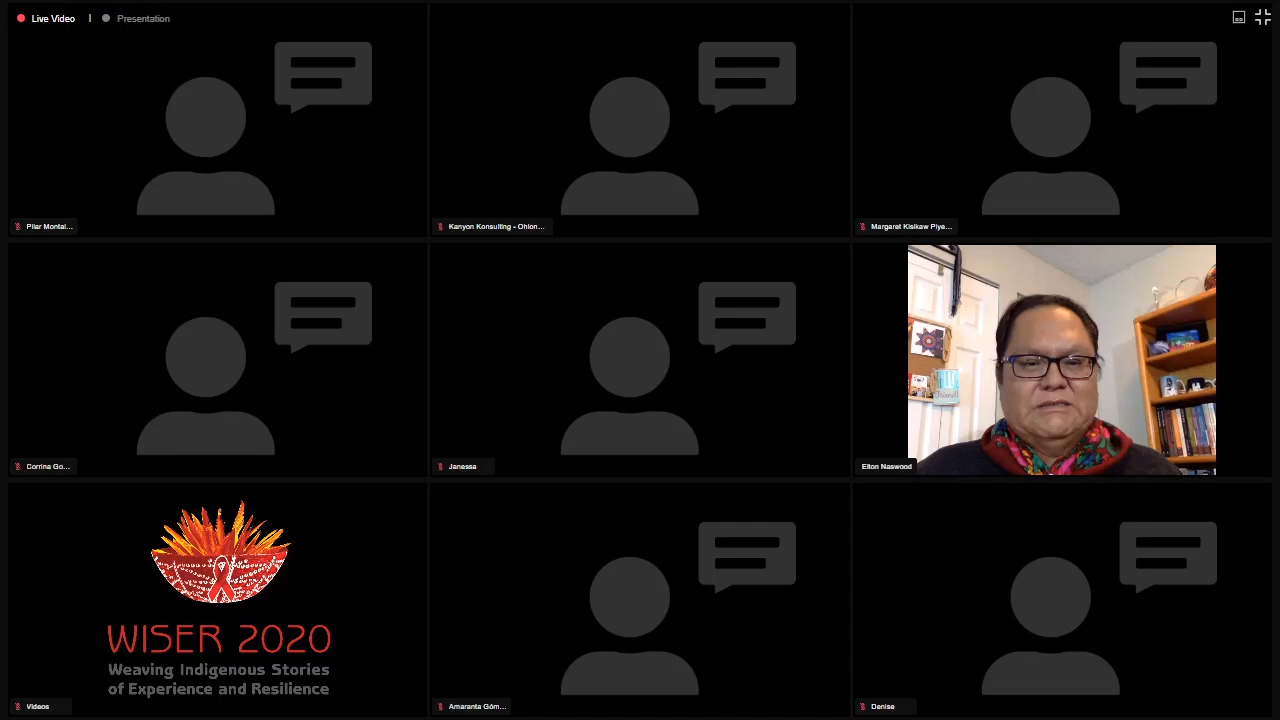 Live Video
Presentation
Pilar Montal...
Kanyon Konsulting - Ohlon...
Margaret Kisikaw Piye...
Corrina Go...
Janessa
Elton Naswood
WISER 2020
Weaving Indigenous Stories
of Experience and Resilience
Videos
Amaranta Góm...
Denise